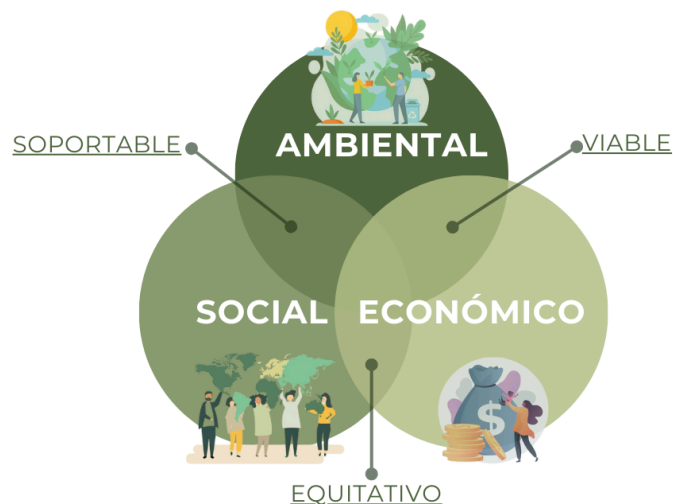 SOPORTABLE
AMBIENTAL
VIABLE
SOCIAL
ECONÓMICO
$
EQUITATIVO